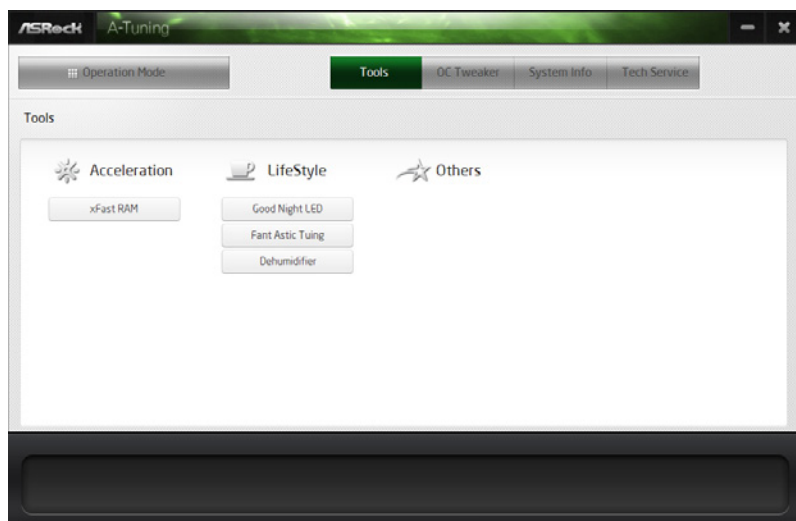 ASRock A-Tuning
Operation Mode Tools OC Tweaker System Info Tech Service
Tools
Acceleration LifeStyle Others
xFast RAM Good Night LED
Fant Astic Tuing
Dehumidifier